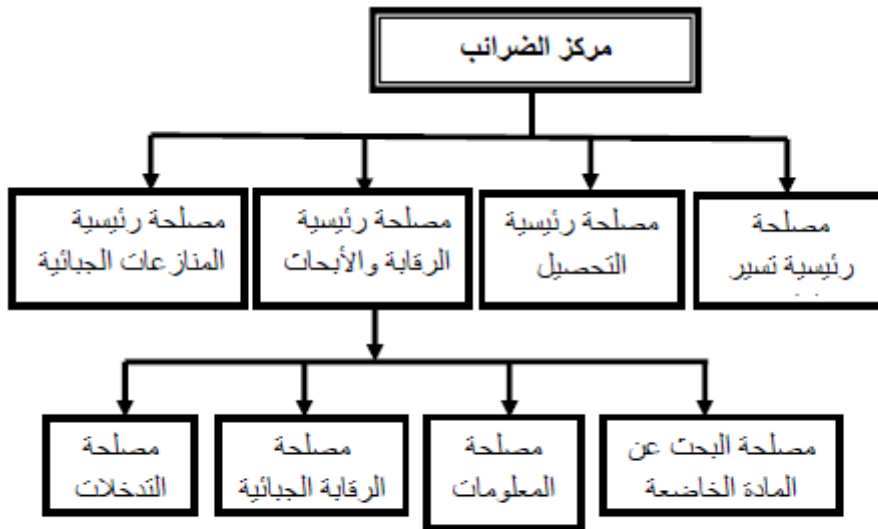 مركز الضرائب
مصلحة
رئيسية تسير
مصلحة رئيسية
التحصيل
مصلحة رئيسية
الرقابة والأبحاث
مصلحة رئيسية
المنازعات الجبائية
مصلحة البحث عن
المادة الخاضعة
مصلحة
المعلومات
مصلحة
الرقابة الجبائية
مصلحة
التدخلات